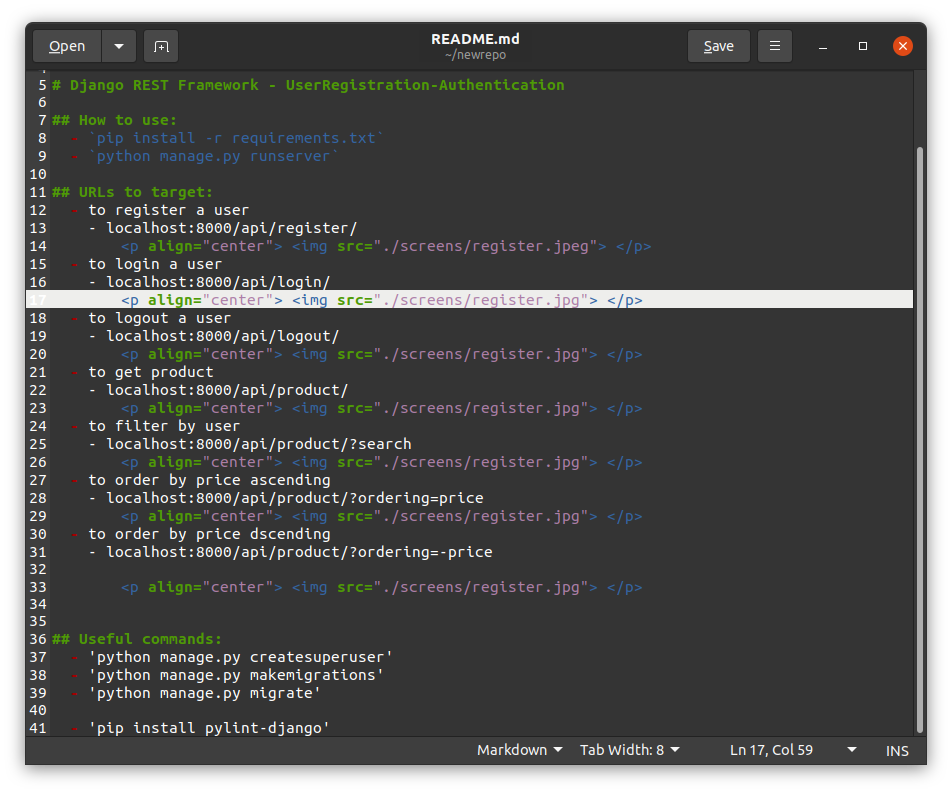 Open
README.md
~/newrepo
Save
5 # Django REST Framework - UserRegistration-Authentication
6
7 ## How to use:
8   - `pip install -r requirements.txt`
9   - `python manage.py runserver`
10
11 ## URLs to target:
12   - to register a user
13     - localhost:8000/api/register/
14         <p align="center"> <img src="./screens/register.jpeg"> </p>
15   - to login a user
16     - localhost:8000/api/login/
17         <p align="center"> <img src="./screens/register.jpg"> </p>
18   - to logout a user
19     - localhost:8000/api/logout/
20         <p align="center"> <img src="./screens/register.jpg"> </p>
21   - to get product
22     - localhost:8000/api/product/
23         <p align="center"> <img src="./screens/register.jpg"> </p>
24   - to filter by user
25     - localhost:8000/api/product/?search
26         <p align="center"> <img src="./screens/register.jpg"> </p>
27   - to order by price ascending
28     - localhost:8000/api/product/?ordering=price
29         <p align="center"> <img src="./screens/register.jpg"> </p>
30   - to order by price dscending
31     - localhost:8000/api/product/?ordering=-price
32
33         <p align="center"> <img src="./screens/register.jpg"> </p>
34
35
36 ## Useful commands:
37   - 'python manage.py createsuperuser'
38   - 'python manage.py makemigrations'
39   - 'python manage.py migrate'
40
41   - 'pip install pylint-django'
Markdown Tab Width: 8 Ln 17, Col 59 INS